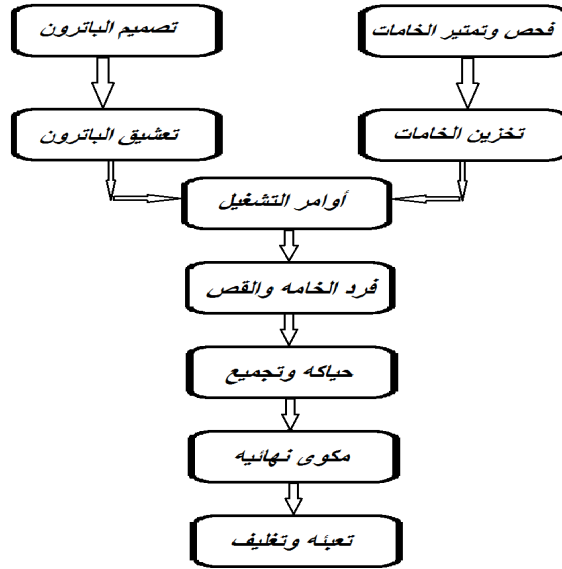 فحص وتمتير الخامات
تصميم الباترون
تخزين الخامات
تعشيق الباترون
أوامر التشغيل
فرد الخامه والقص
حياكه وتجميع
مكوى نهائيه
تعبئه وتغليف